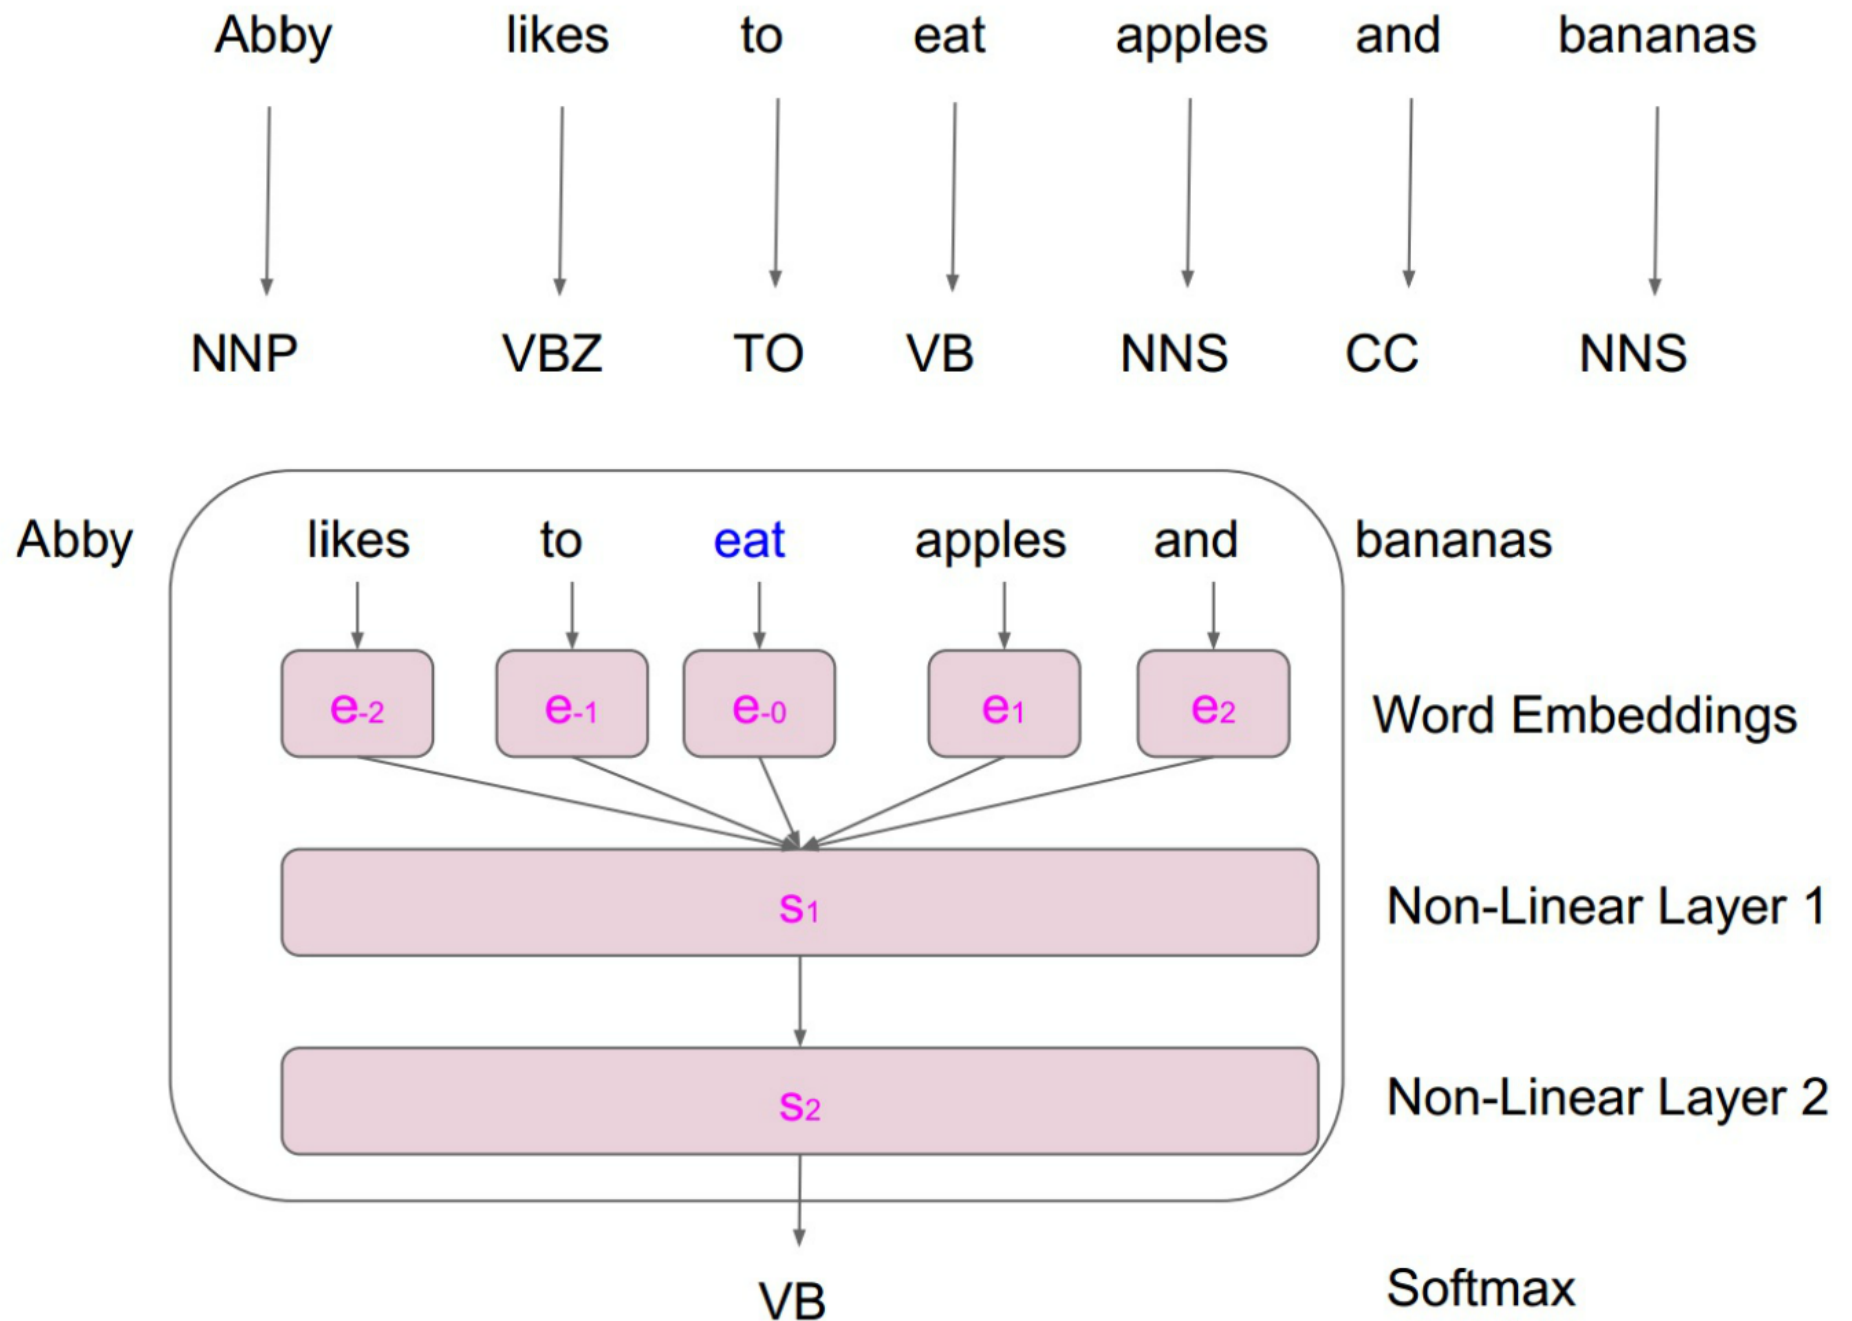 Abby likes to eat apples and bananas
NNP VBZ TO VB NNS CC NNS
Abby likes to eat apples and bananas
e-2 e-1 e-0 e1 e2 Word Embeddings
s1 Non-Linear Layer 1
s2 Non-Linear Layer 2
VB Softmax